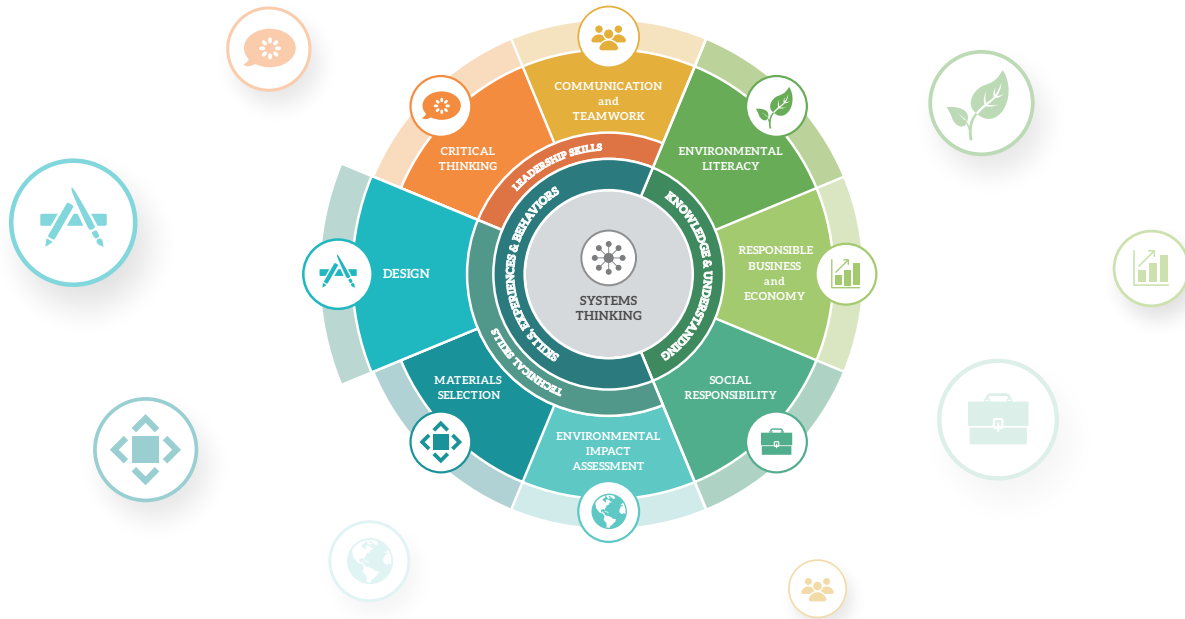 COMMUNICATION
and
TEAMWORK
CRITICAL
THINKING
LEADERSHIP SKILLS
ENVIRONMENTAL
LITERACY
SKILLS, EXPERIENCES & BEHAVIORS
KNOWLEDGE & UNDERSTANDING
DESIGN
RESPONSIBLE
BUSINESS
and
ECONOMY
SYSTEMS
THINKING
TECHNICAL SKILLS
MATERIALS
SELECTION
SOCIAL
RESPONSIBILITY
ENVIRONMENTAL
IMPACT
ASSESSMENT